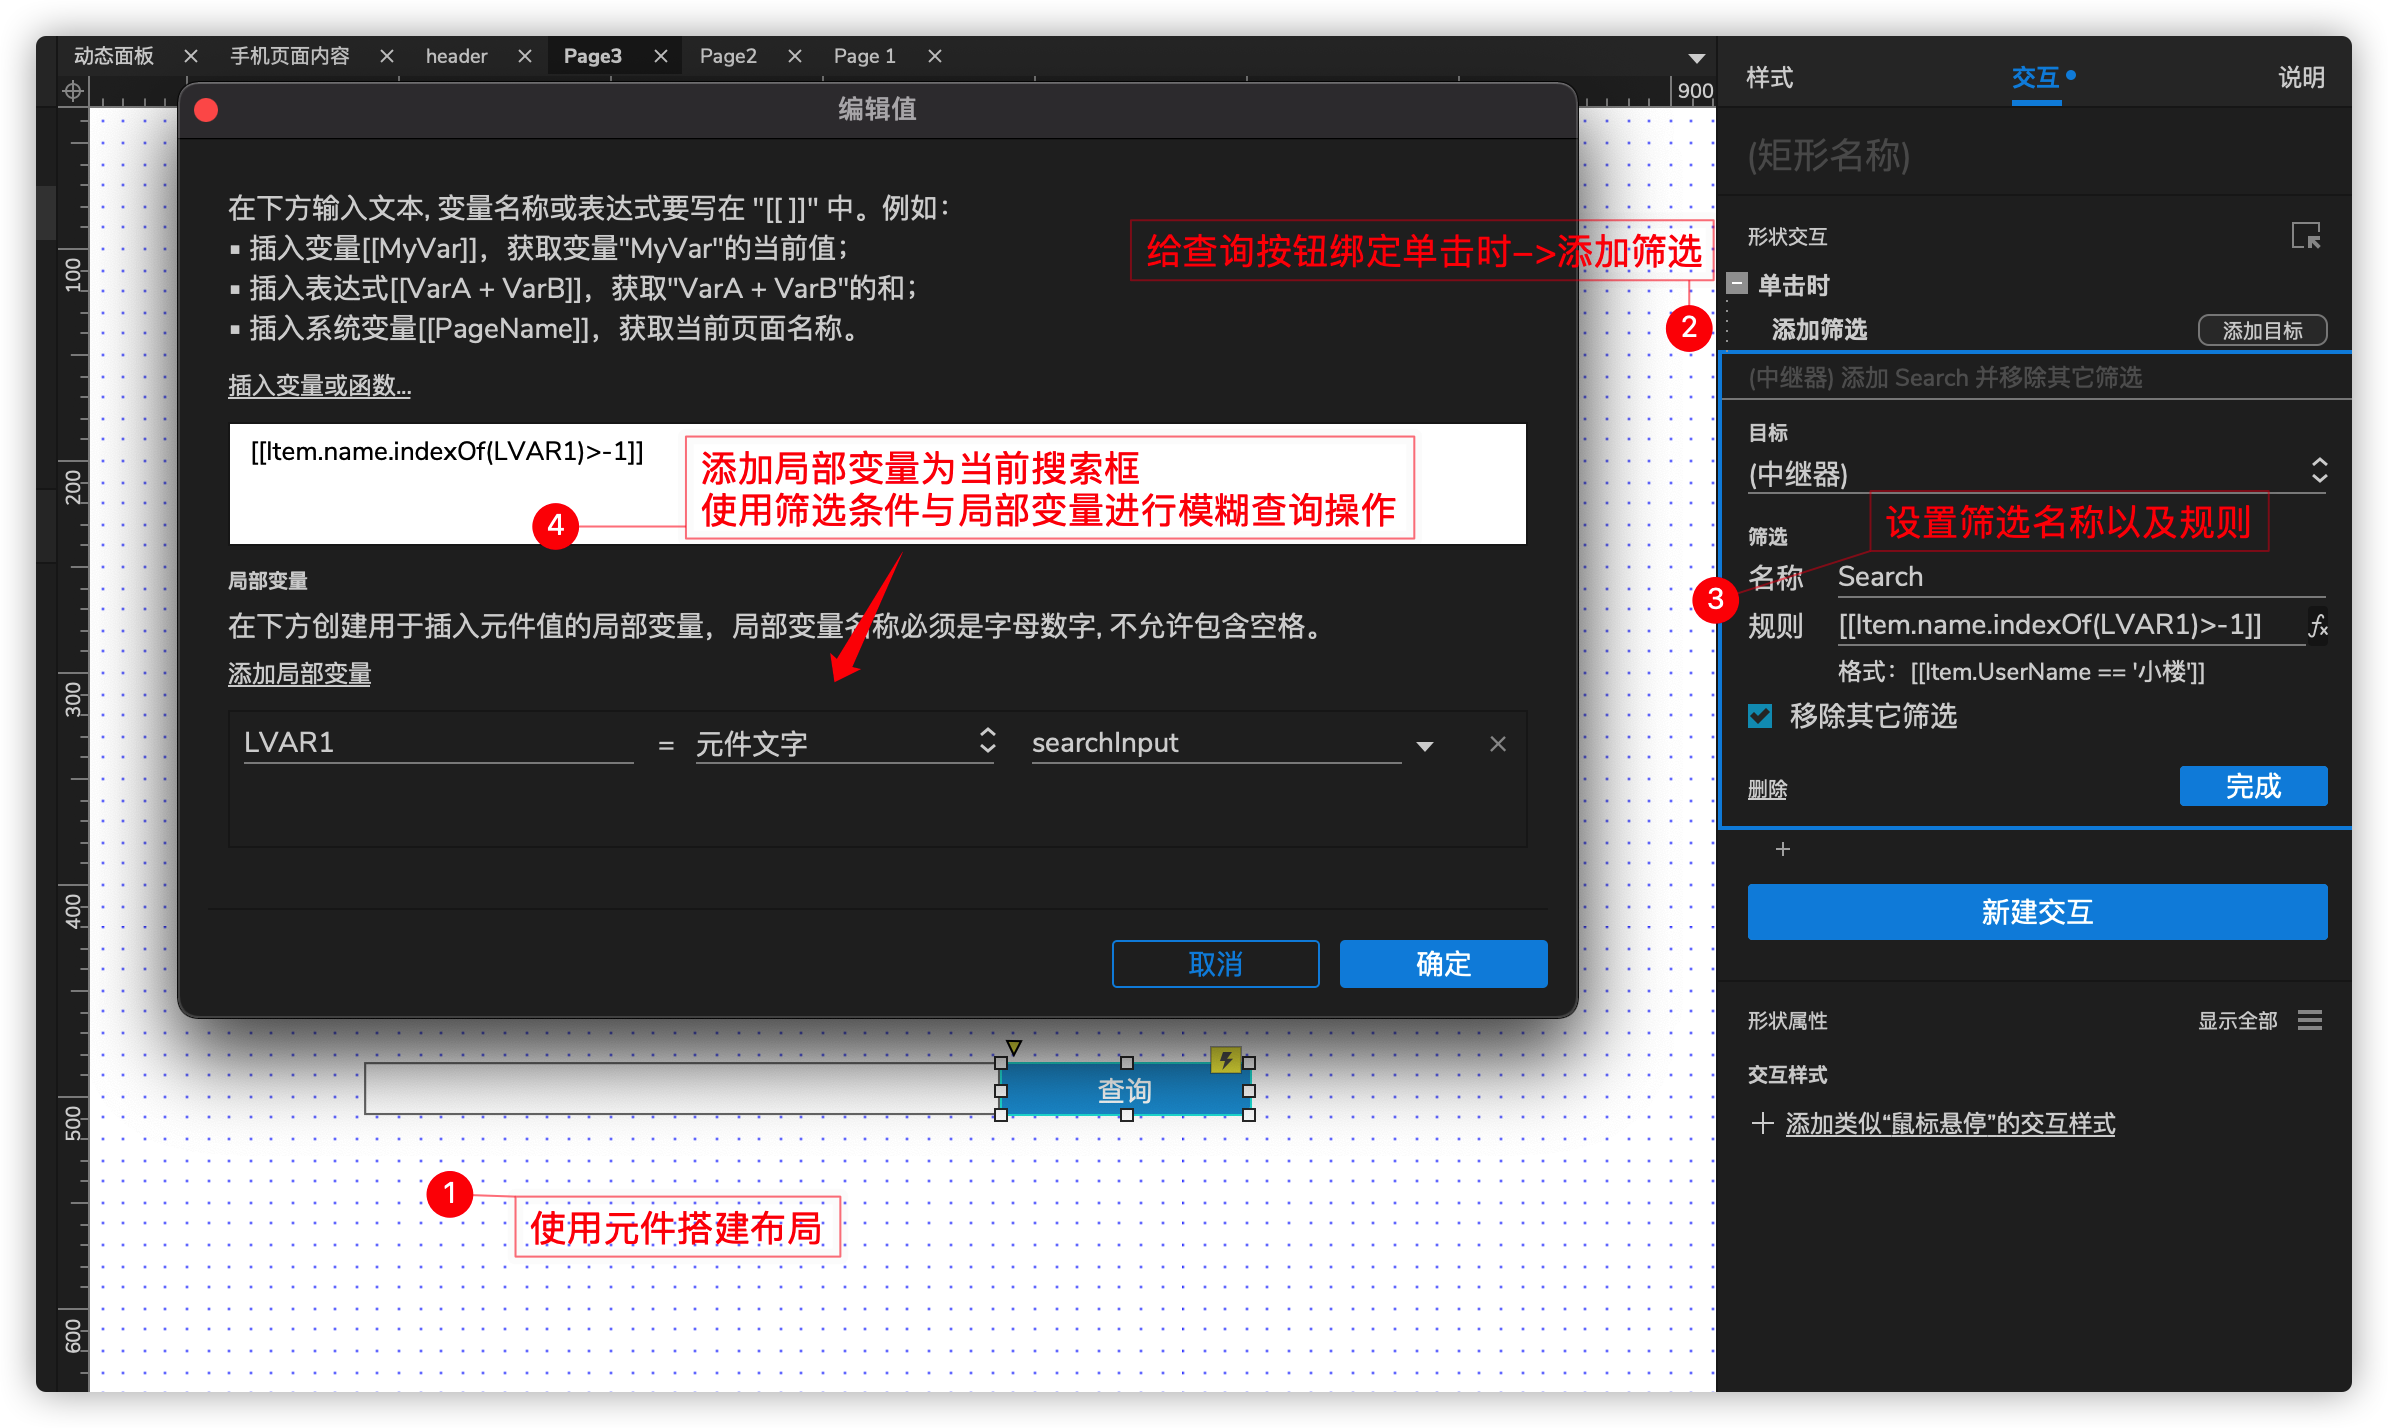 动态面板 手机页面内容 header Page3 Page2 Page 1
900
编辑值
在下方输入文本, 变量名称或表达式要写在 "[[ ]]" 中。例如：
▪ 插入变量[[MyVar]]，获取变量"MyVar"的当前值；
▪ 插入表达式[[VarA + VarB]]，获取"VarA + VarB"的和；
▪ 插入系统变量[[PageName]]，获取当前页面名称。
插入变量或函数...
[[Item.name.indexOf(LVAR1)>-1]]
4
添加局部变量为当前搜索框
使用筛选条件与局部变量进行模糊查询操作
局部变量
在下方创建用于插入元件值的局部变量，局部变量名称必须是字母数字, 不允许包含空格。
添加局部变量
LVAR1 = 元件文字 searchInput
取消 确定
100
200
300
400
500
600
查询
1
使用元件搭建布局
给查询按钮绑定单击时–>添加筛选
2
样式 交互 说明
(矩形名称)
形状交互
单击时
添加筛选 添加目标
(中继器) 添加 Search 并移除其它筛选
目标
(中继器)
设置筛选名称以及规则
筛选
3
名称 Search
规则 [[Item.name.indexOf(LVAR1)>-1]] fx
格式：[[Item.UserName == '小楼']]
移除其它筛选
删除 完成
+
新建交互
形状属性 显示全部
交互样式
添加类似“鼠标悬停”的交互样式